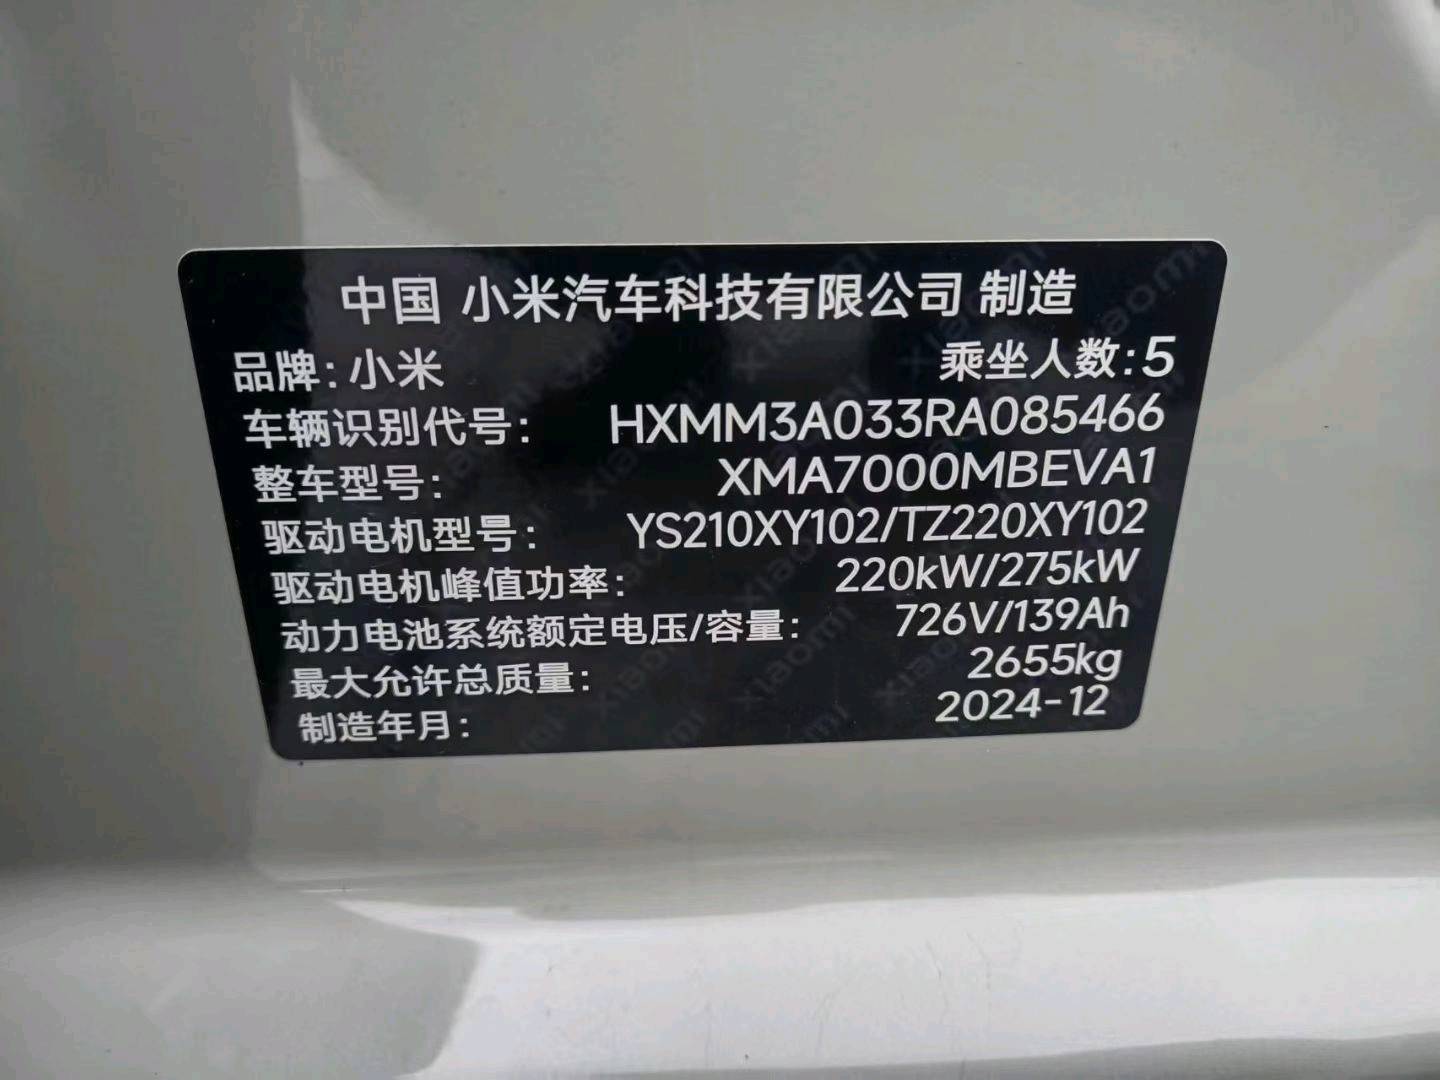 中国 小米汽车科技有限公司 制造
品牌: 小米 乘坐人数: 5
车辆识别代号: HXMM3A033RA085466
整车型号: XMA7000MBEVA1
驱动电机型号: YS210XY102/TZ220XY102
驱动电机峰值功率: 220kW/275kW
动力电池系统额定电压/容量: 726V/139Ah
最大允许总质量: 2655kg
制造年月: 2024-12